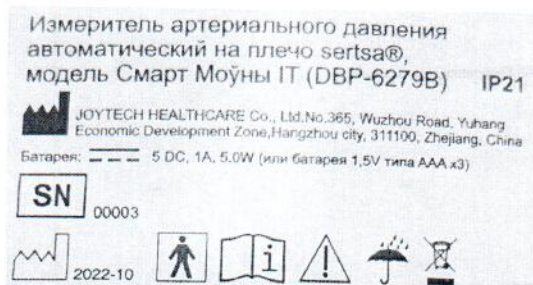 Измеритель артериального давления
автоматический на плечо sertsa®,
модель Смарт Моўны IT (DBP-6279B) IP21
JOYTECH HEALTHCARE Co., Ltd.No.365, Wuzhou Road, Yuhang
Economic Development Zone,Hangzhou city, 311100, Zhejiang, China
Батарея: 5 DC, 1A, 5.0W (или батарея 1,5V типа AAA x3)
SN 00003
2022-10